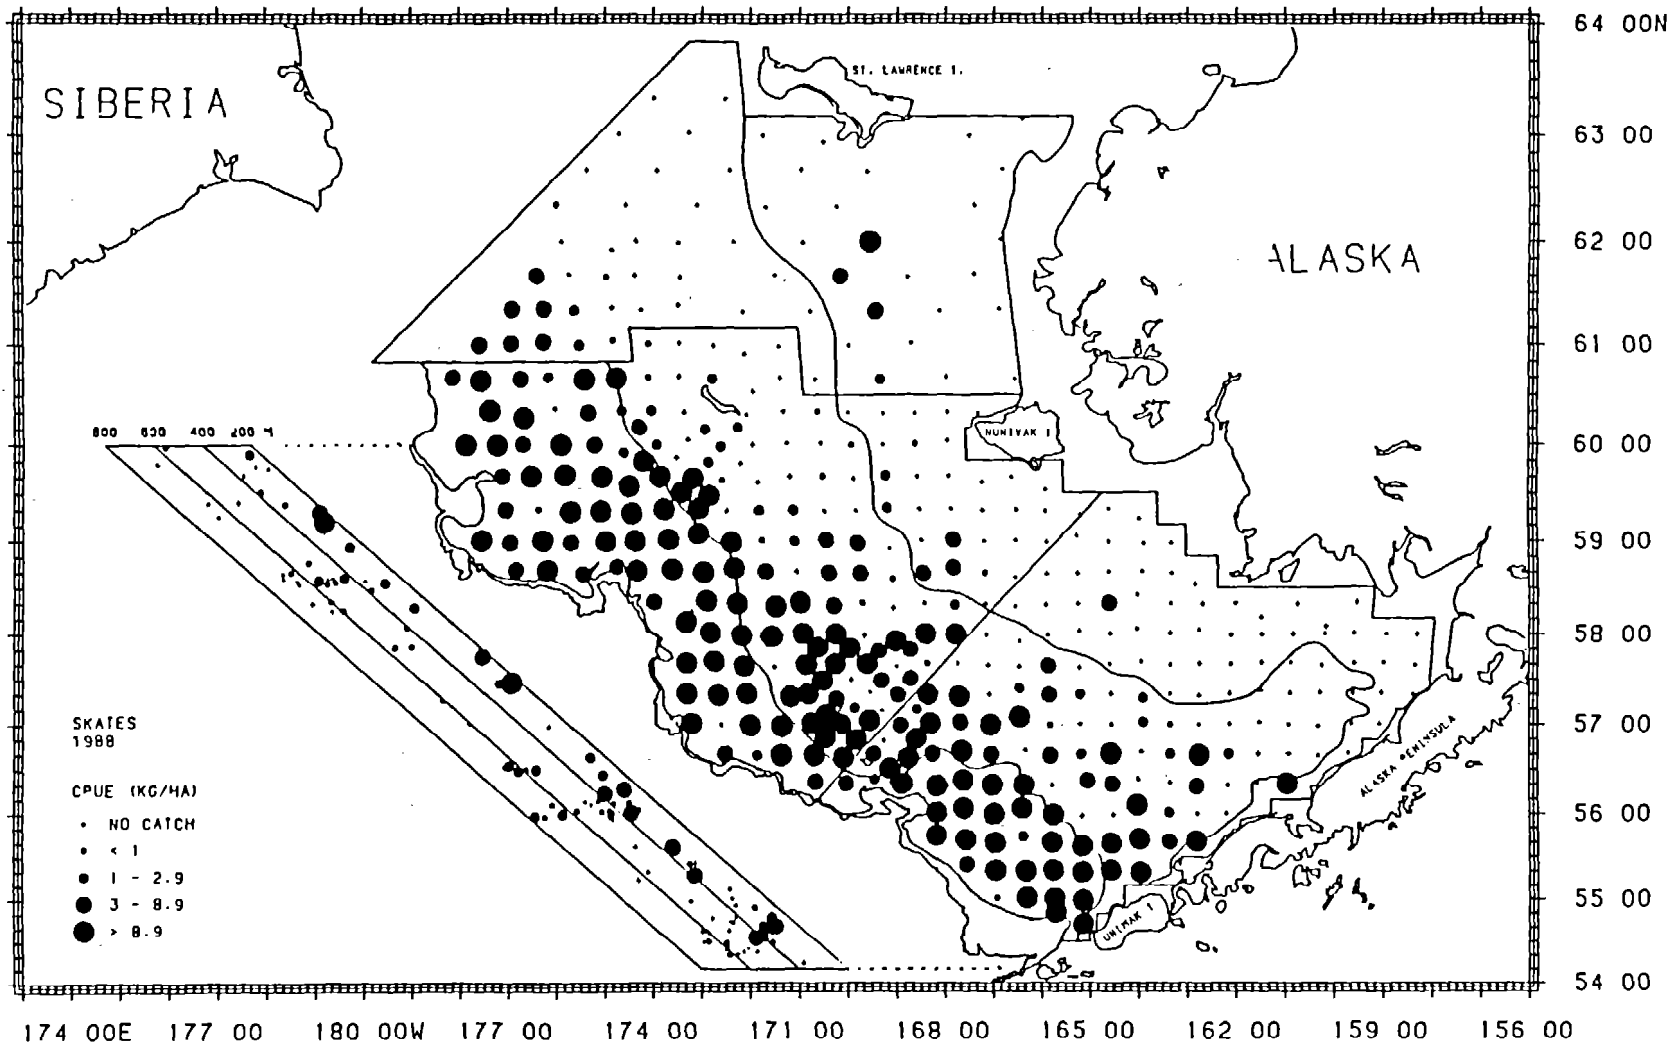 64 00N
ST. LAWRENCE I.
SIBERIA
63 00
62 00
ALASKA
61 00
NUNIVAK I
800 600 400 200 M
60 00
59 00
58 00
57 00
SKATES
1988
ALASKA PENINSULA
CPUE (KG/HA)
NO CATCH
56 00
< 1
1 - 2.9
3 - 8.9
55 00
> 8.9
UNIMAK I
54 00
174 00E 177 00 180 00W 177 00 174 00 171 00 168 00 165 00 162 00 159 00 156 00